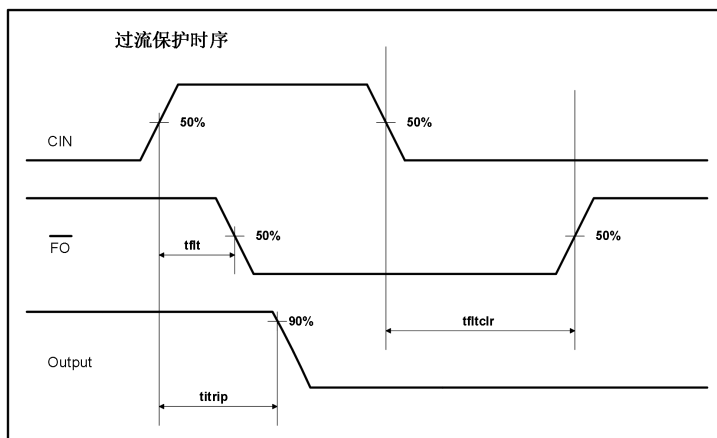 过流保护时序
50%
50%
CIN
50%
50%
FO
tflt
90%
tfltclr
Output
titrip